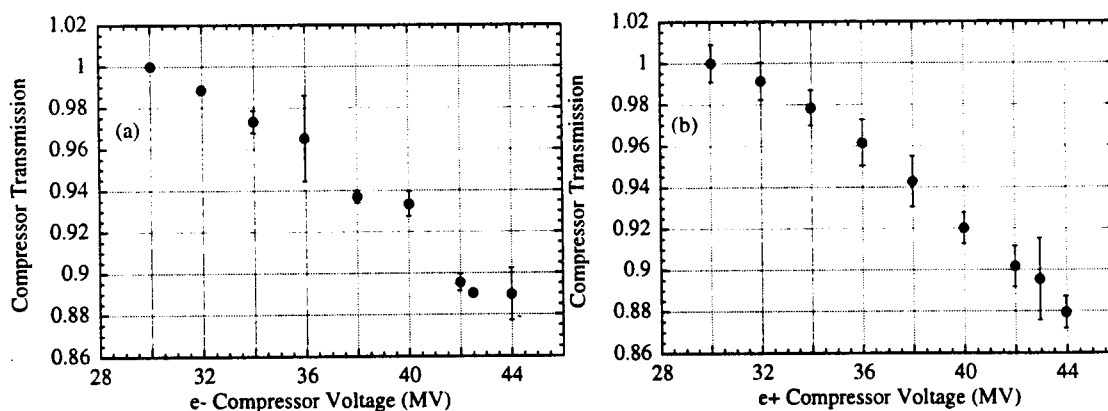 1.02
1
0.98
0.96
0.94
0.92
0.9
0.88
0.86
Compressor Transmission
(a)
28 32 36 40 44
e- Compressor Voltage (MV)
1.02
1
0.98
0.96
0.94
0.92
0.9
0.88
0.86
Compressor Transmission
(b)
28 32 36 40 44
e+ Compressor Voltage (MV)